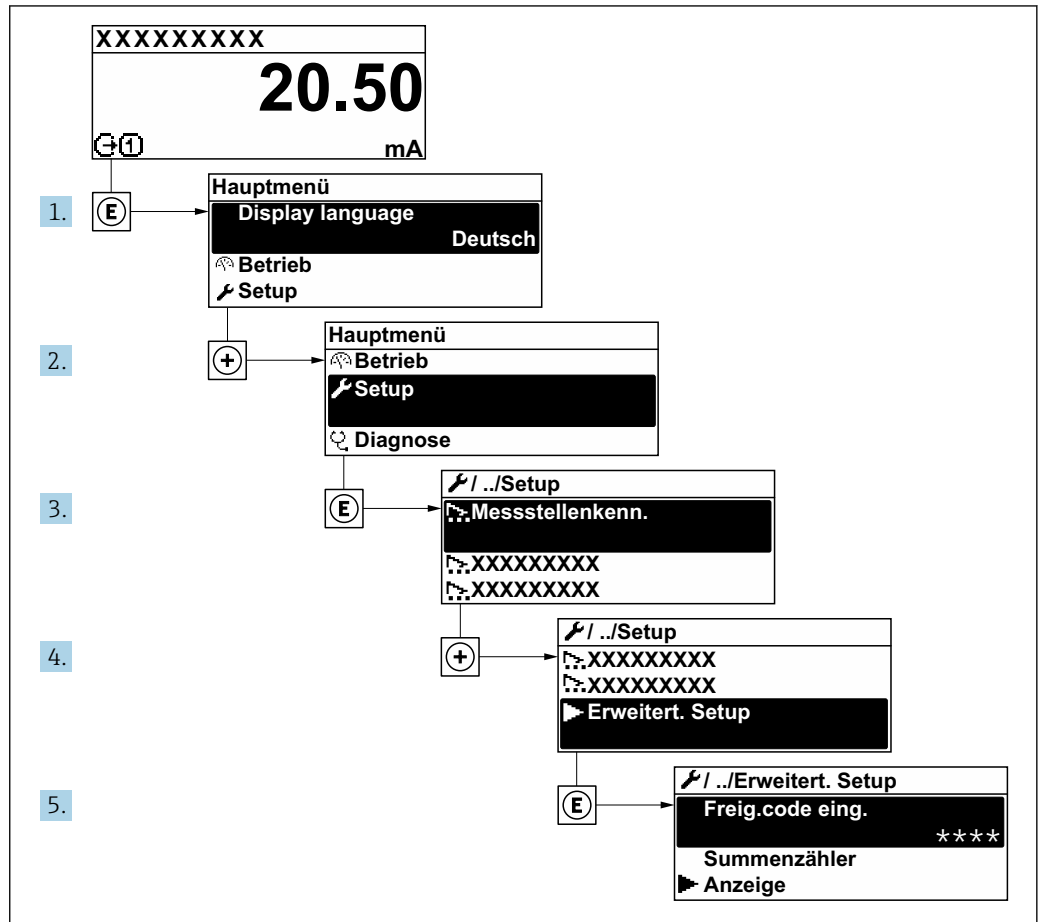 XXXXXXXXX
20.50
1 mA
1. E
Hauptmenü
Display language
Deutsch
Betrieb
Setup
2. +
Hauptmenü
Betrieb
Setup
Diagnose
3. E
/ ../Setup
Messstellenkenn.
XXXXXXXXX
XXXXXXXXX
4. +
/ ../Setup
XXXXXXXXX
XXXXXXXXX
Erweitert. Setup
5. E
/ ../Erweitert. Setup
Freig.code eing.
****
Summenzähler
Anzeige